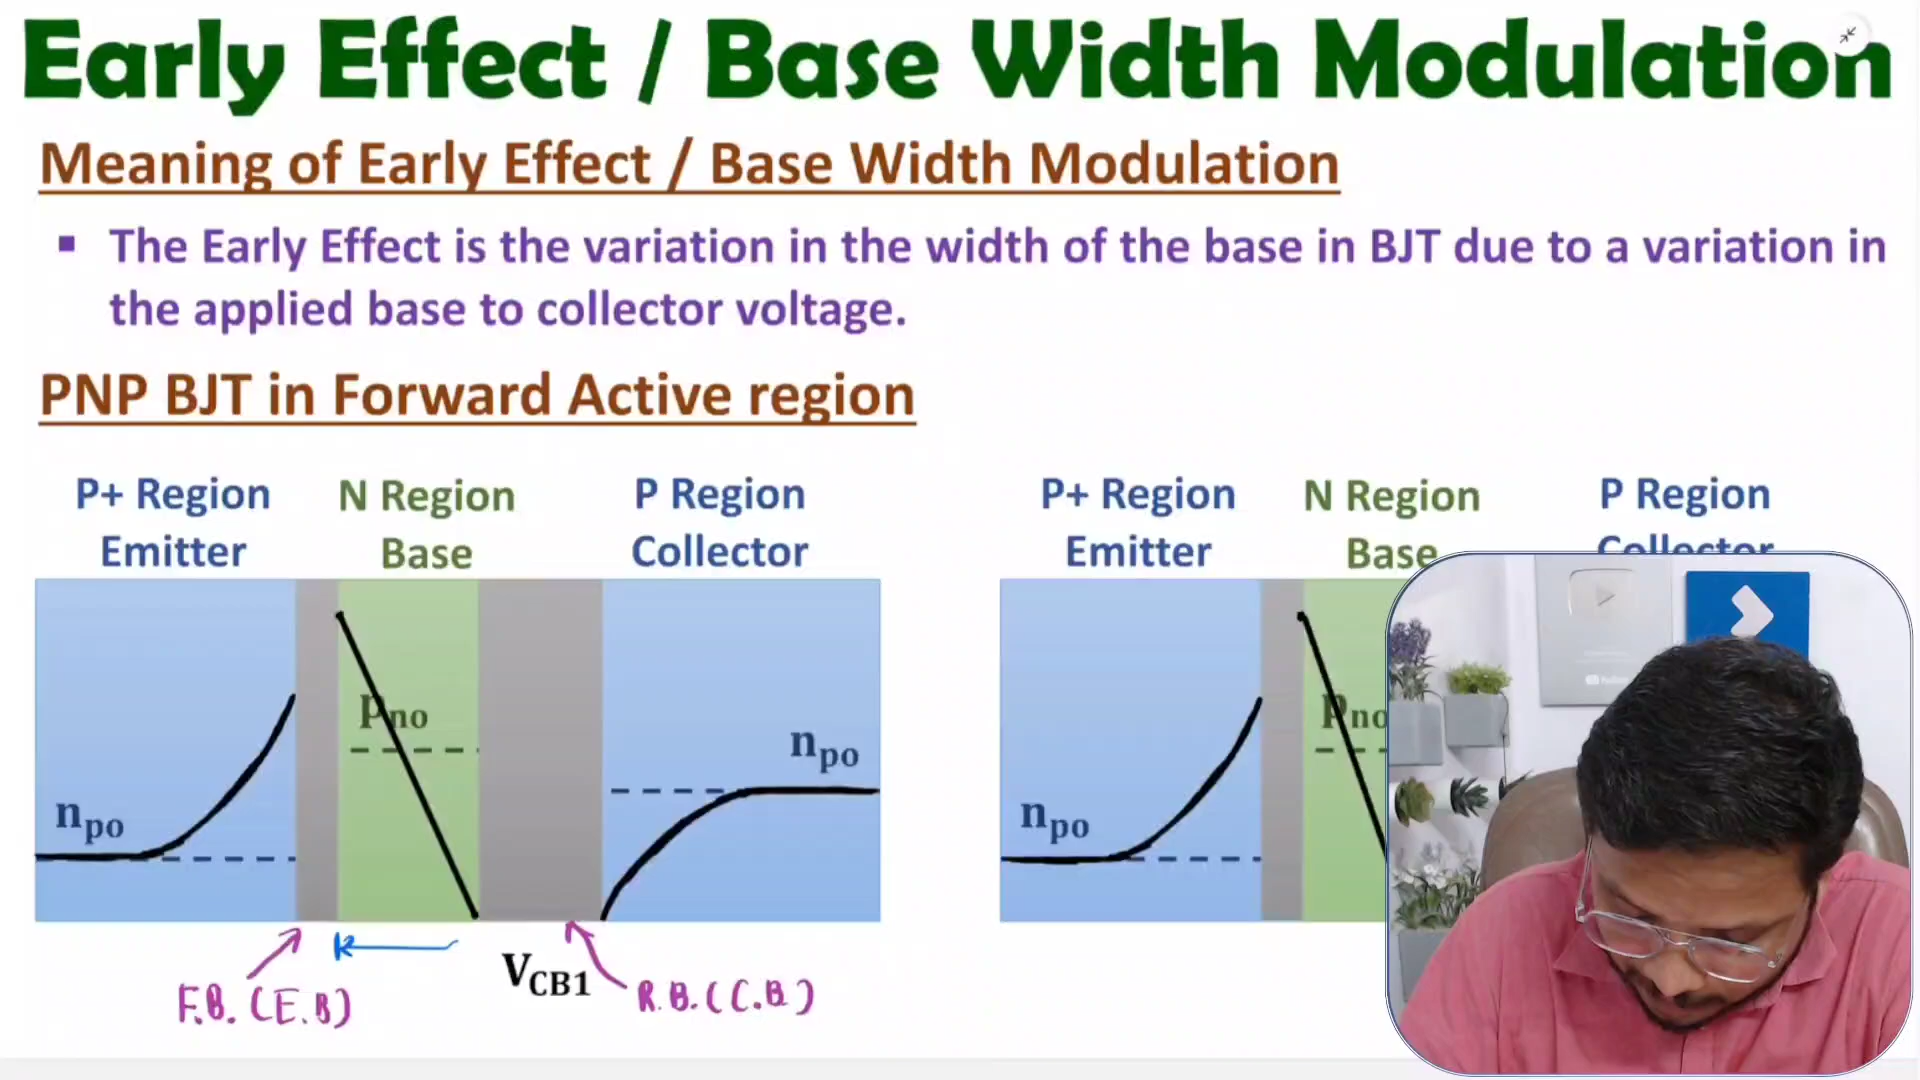 Early Effect / Base Width Modulation
Meaning of Early Effect / Base Width Modulation
▪ The Early Effect is the variation in the width of the base in BJT due to a variation in
the applied base to collector voltage.
PNP BJT in Forward Active region
P+ Region
Emitter
N Region
Base
P Region
Collector
P+ Region
Emitter
N Region
Base
P Region
Collector
pno
npo
npo
pno
npo
VCB1
F.B. (E.B)
R.B. (C.B.)